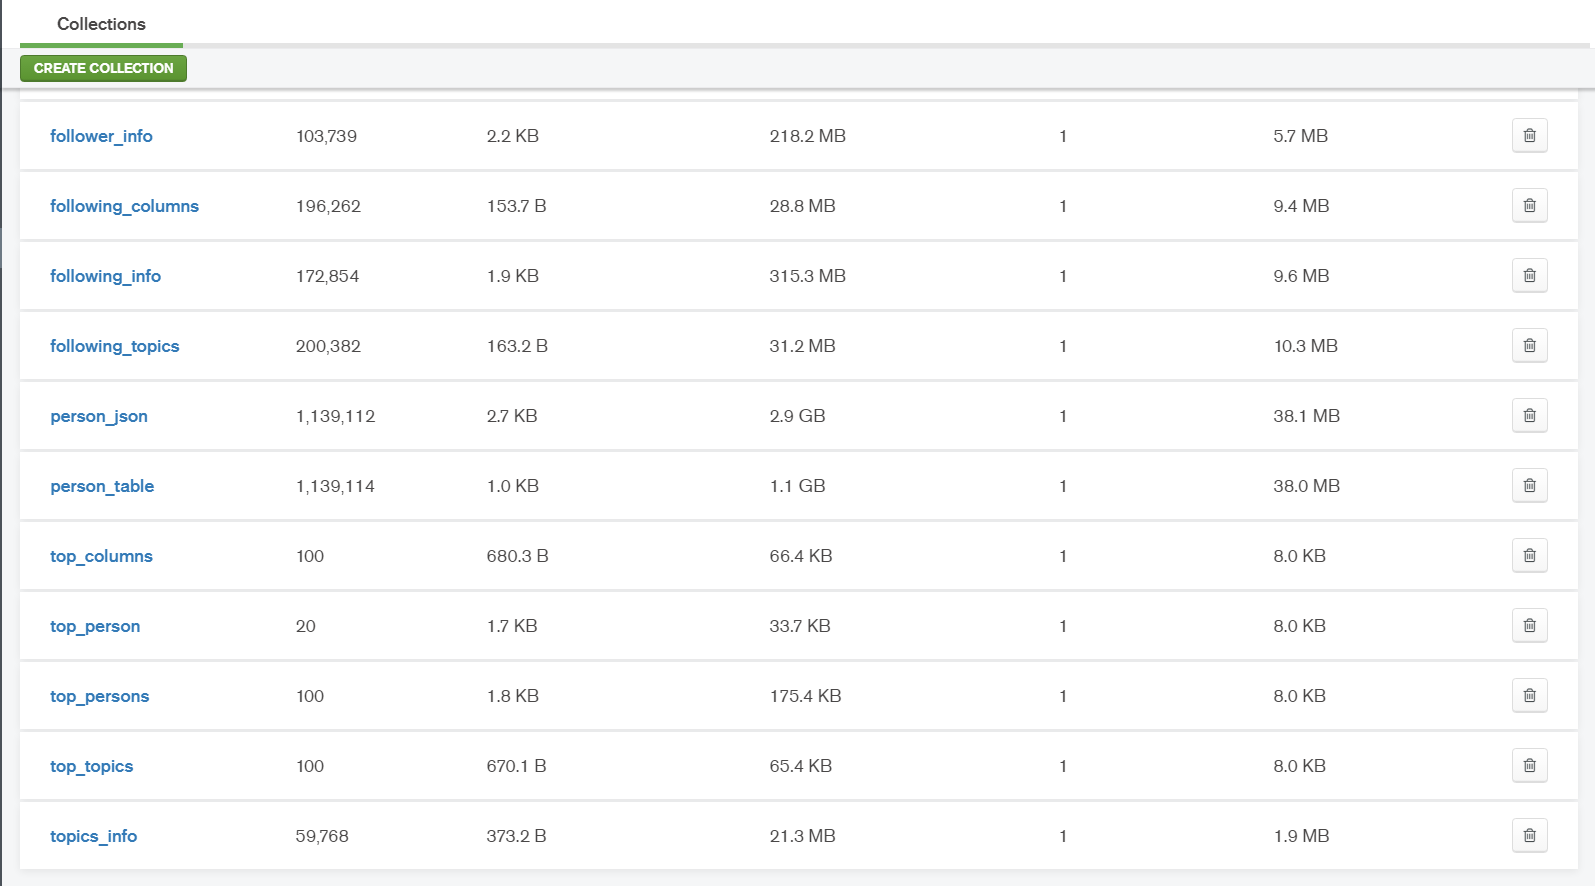 Collections
CREATE COLLECTION
follower_info 103,739 2.2 KB 218.2 MB 1 5.7 MB
following_columns 196,262 153.7 B 28.8 MB 1 9.4 MB
following_info 172,854 1.9 KB 315.3 MB 1 9.6 MB
following_topics 200,382 163.2 B 31.2 MB 1 10.3 MB
person_json 1,139,112 2.7 KB 2.9 GB 1 38.1 MB
person_table 1,139,114 1.0 KB 1.1 GB 1 38.0 MB
top_columns 100 680.3 B 66.4 KB 1 8.0 KB
top_person 20 1.7 KB 33.7 KB 1 8.0 KB
top_persons 100 1.8 KB 175.4 KB 1 8.0 KB
top_topics 100 670.1 B 65.4 KB 1 8.0 KB
topics_info 59,768 373.2 B 21.3 MB 1 1.9 MB